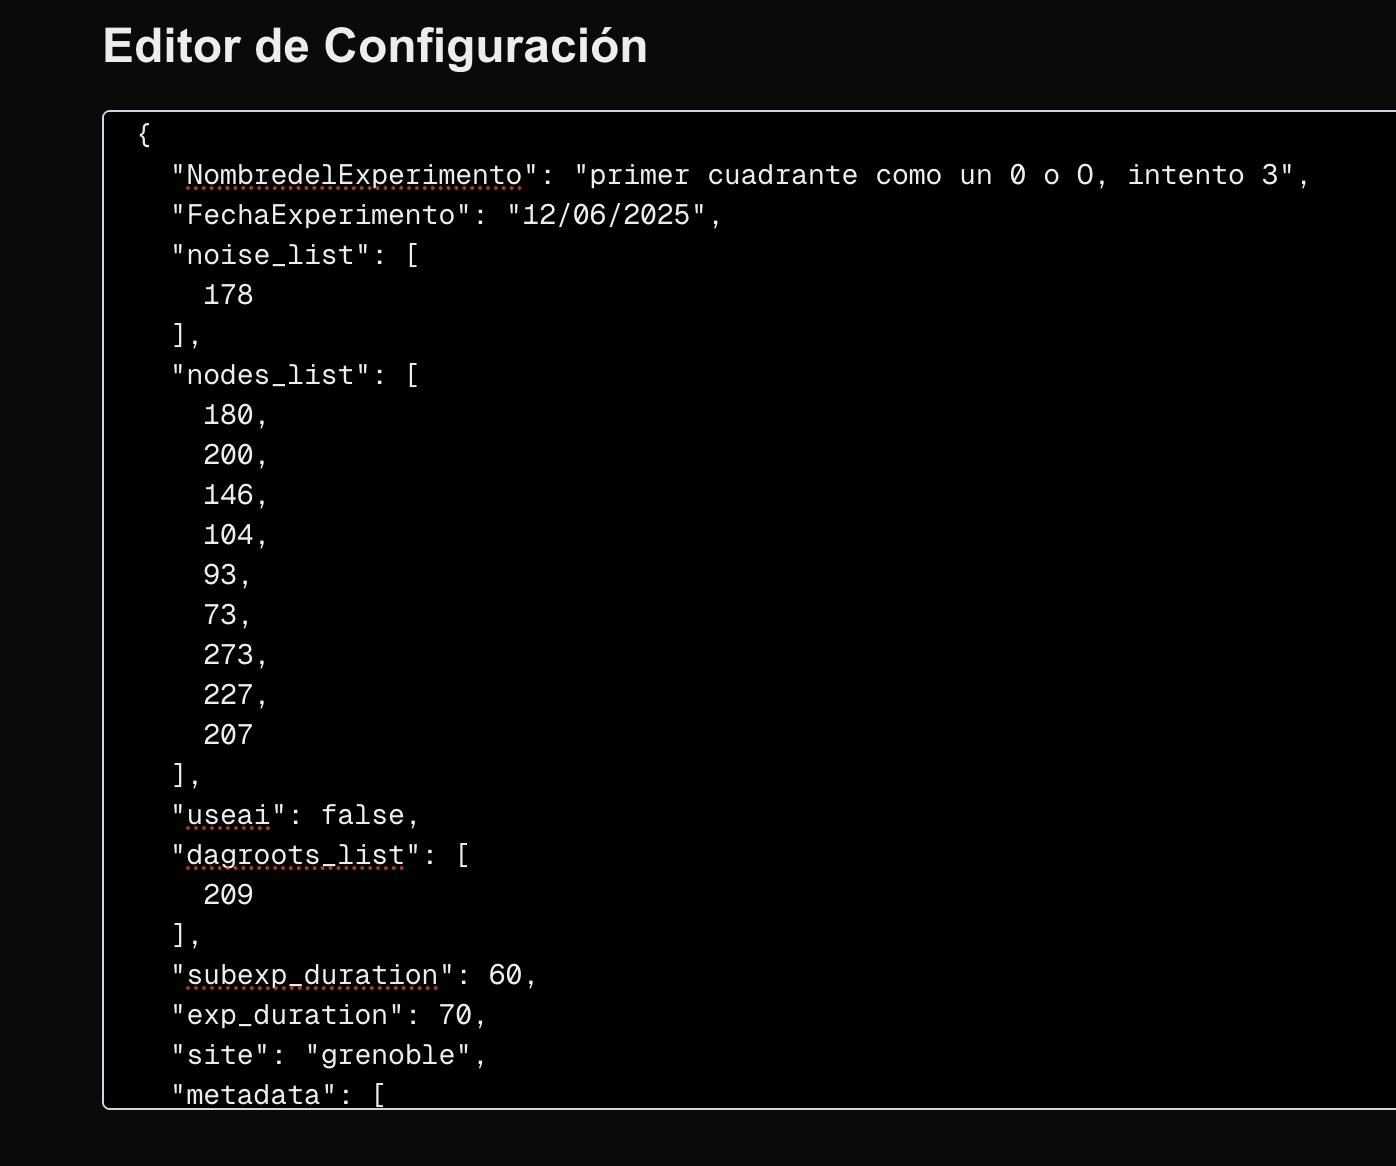 Editor de Configuración
{
"NombredelExperimento": "primer cuadrante como un 0 o O, intento 3",
"FechaExperimento": "12/06/2025",
"noise_list": [
178
],
"nodes_list": [
180,
200,
146,
104,
93,
73,
273,
227,
207
],
"useai": false,
"dagroots_list": [
209
],
"subexp_duration": 60,
"exp_duration": 70,
"site": "grenoble",
"metadata": [